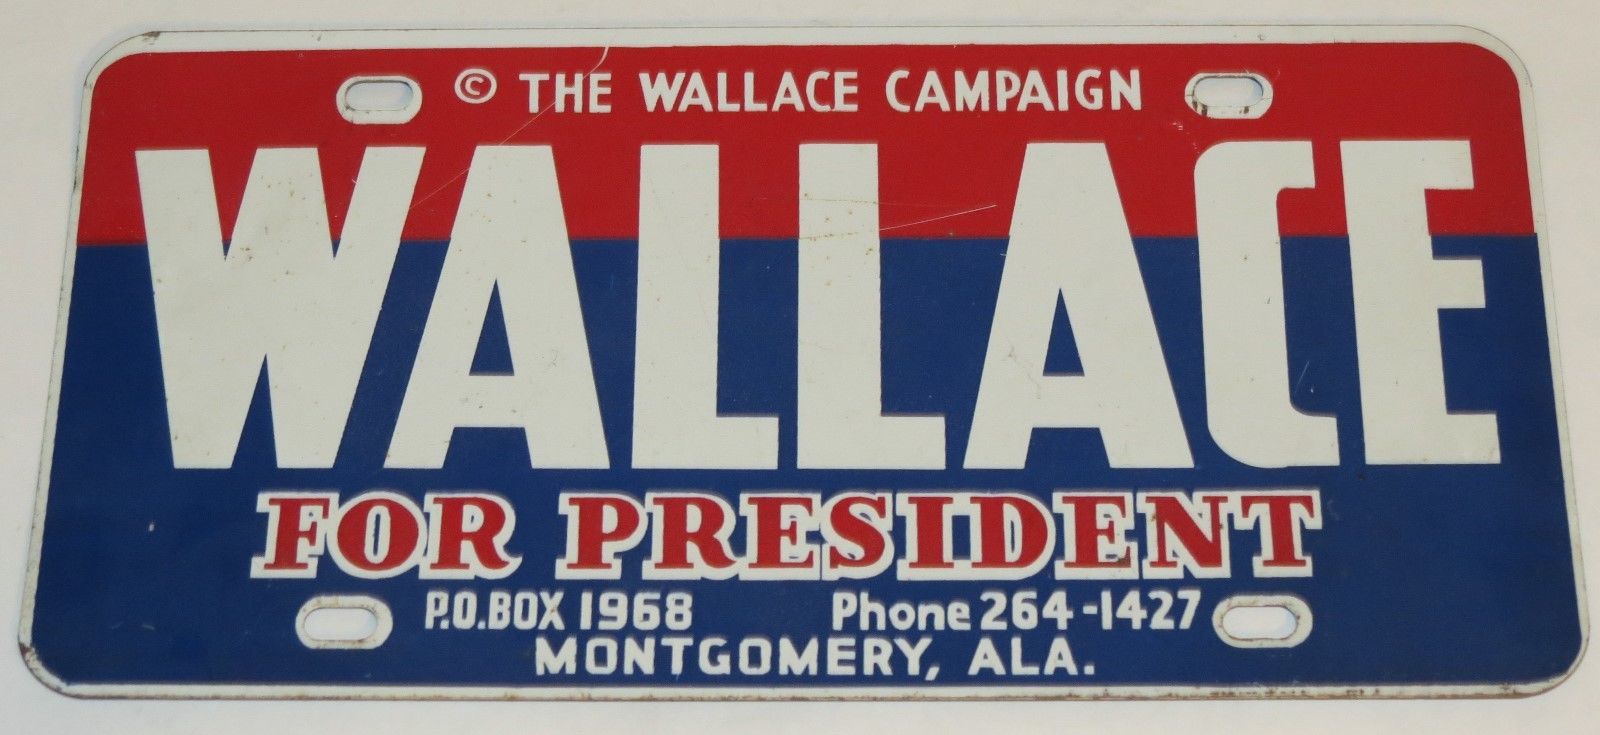 © THE WALLACE CAMPAIGN
WALLACE
FOR PRESIDENT
P.O.BOX 1968 Phone 264-1427
MONTGOMERY, ALA.